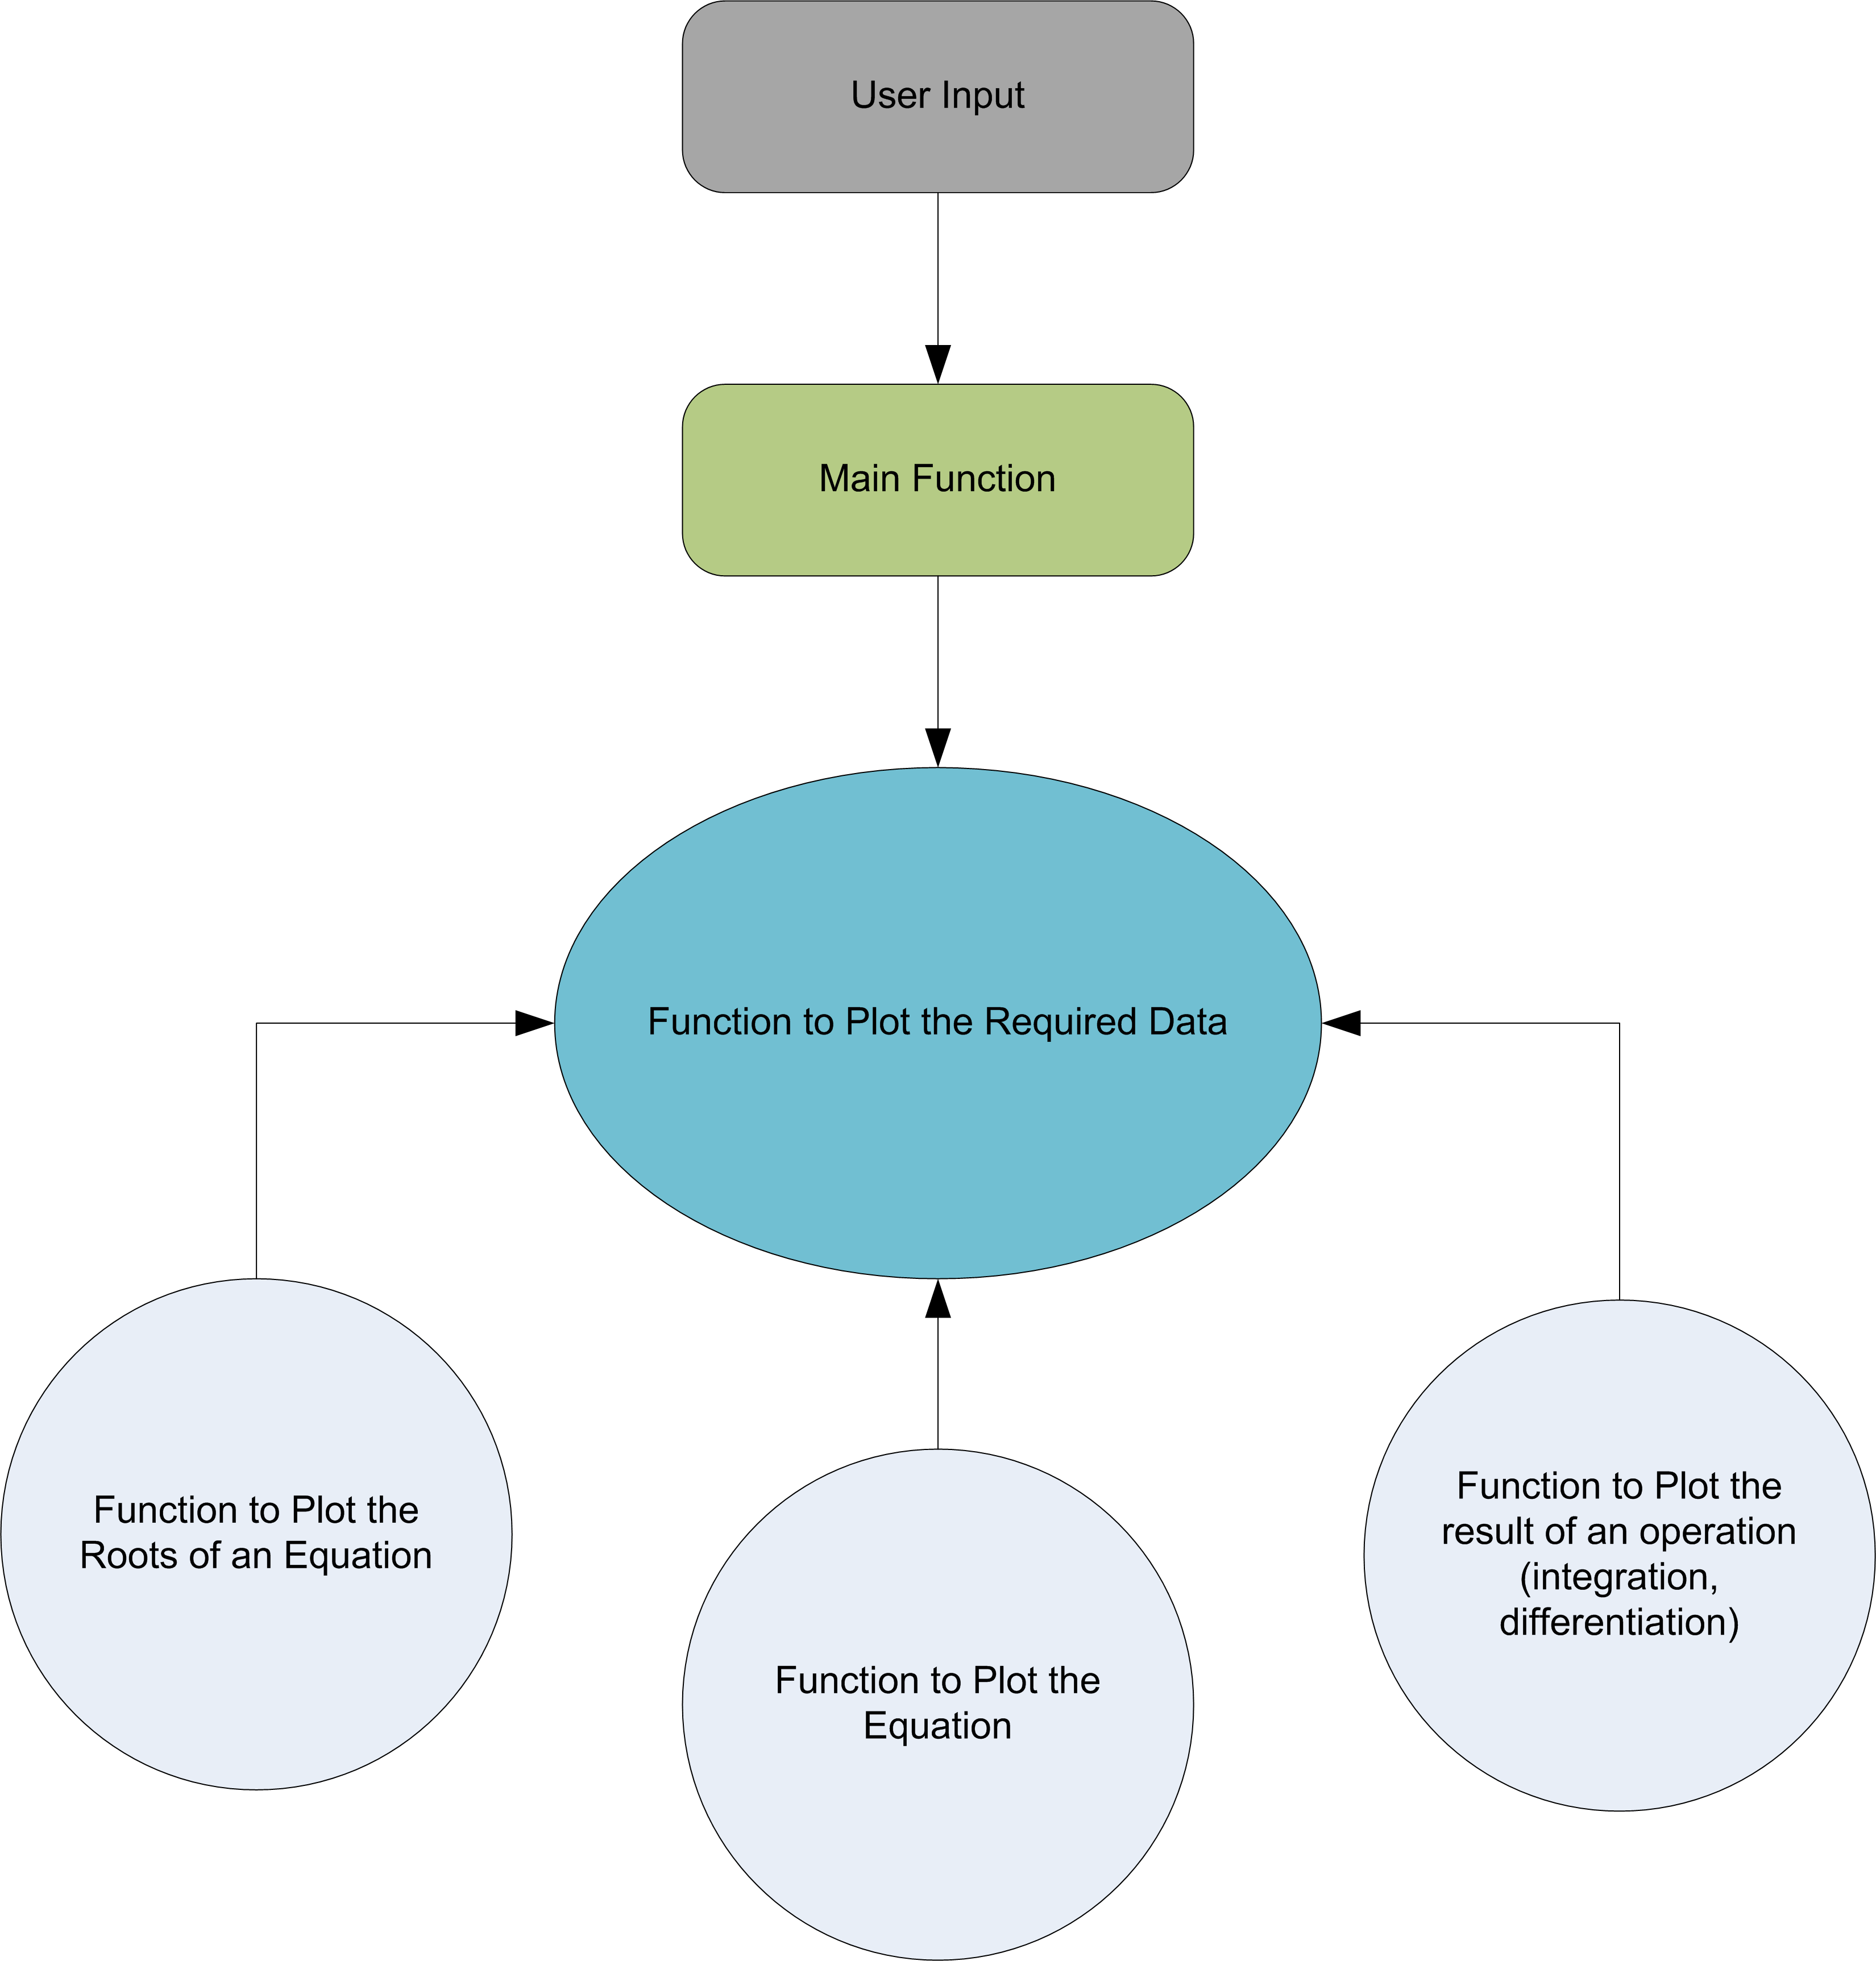 User Input
Main Function
Function to Plot the Required Data
Function to Plot the
Roots of an Equation
Function to Plot the
Equation
Function to Plot the
result of an operation
(integration,
differentiation)